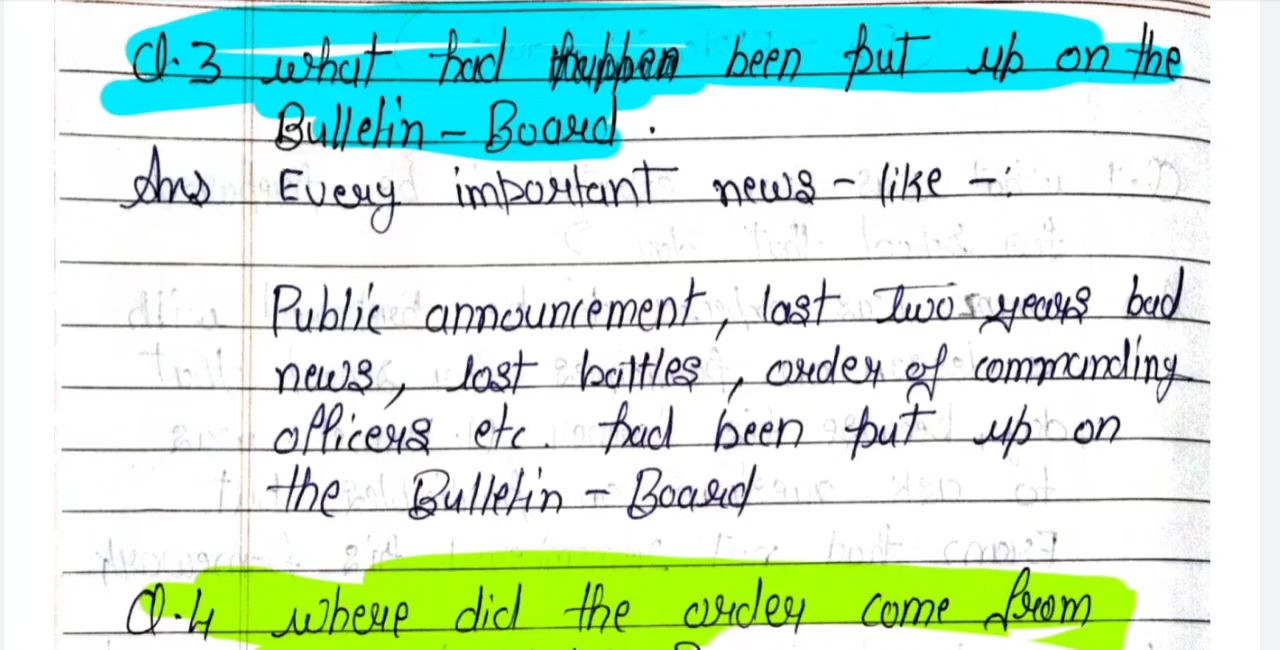 Q.3 what had been put up on the
Bulletin - Board.
Ans Every important news - like -:
Public announcement, last two years bad
news, lost battles, order of commanding
officers etc. had been put up on
the Bulletin - Board
Q.4 where did the order come from